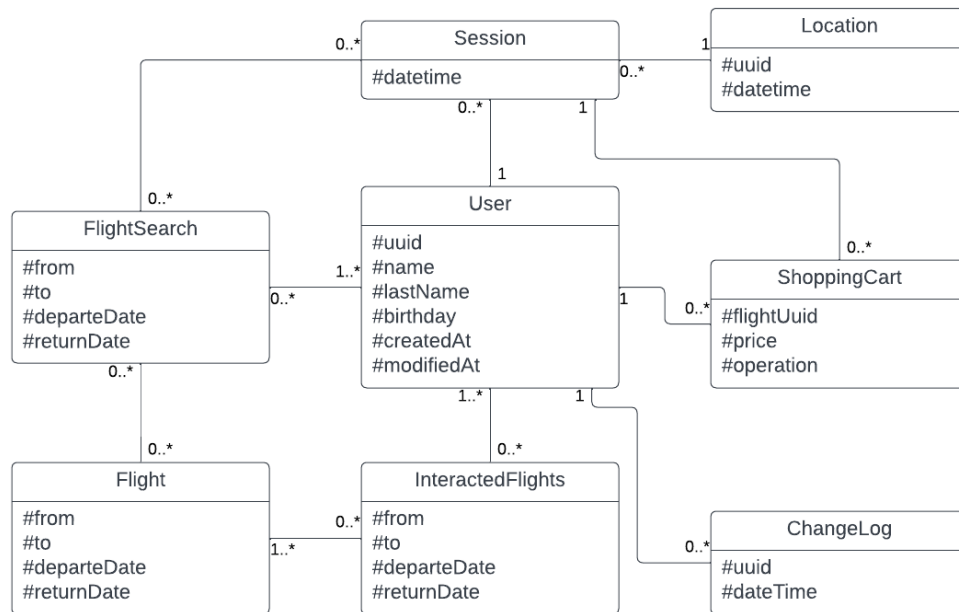 Session
#datetime
Location
#uuid
#datetime
0..*
1
0..*
0..*
1
1
0..*
User
#uuid
#name
#lastName
#birthday
#createdAt
#modifiedAt
FlightSearch
#from
#to
#departeDate
#returnDate
1..*
0..*
1
0..*
0..*
ShoppingCart
#flightUuid
#price
#operation
0..*
1..*
1
0..*
0..*
Flight
#from
#to
#departeDate
#returnDate
0..*
1..*
InteractedFlights
#from
#to
#departeDate
#returnDate
0..*
ChangeLog
#uuid
#dateTime